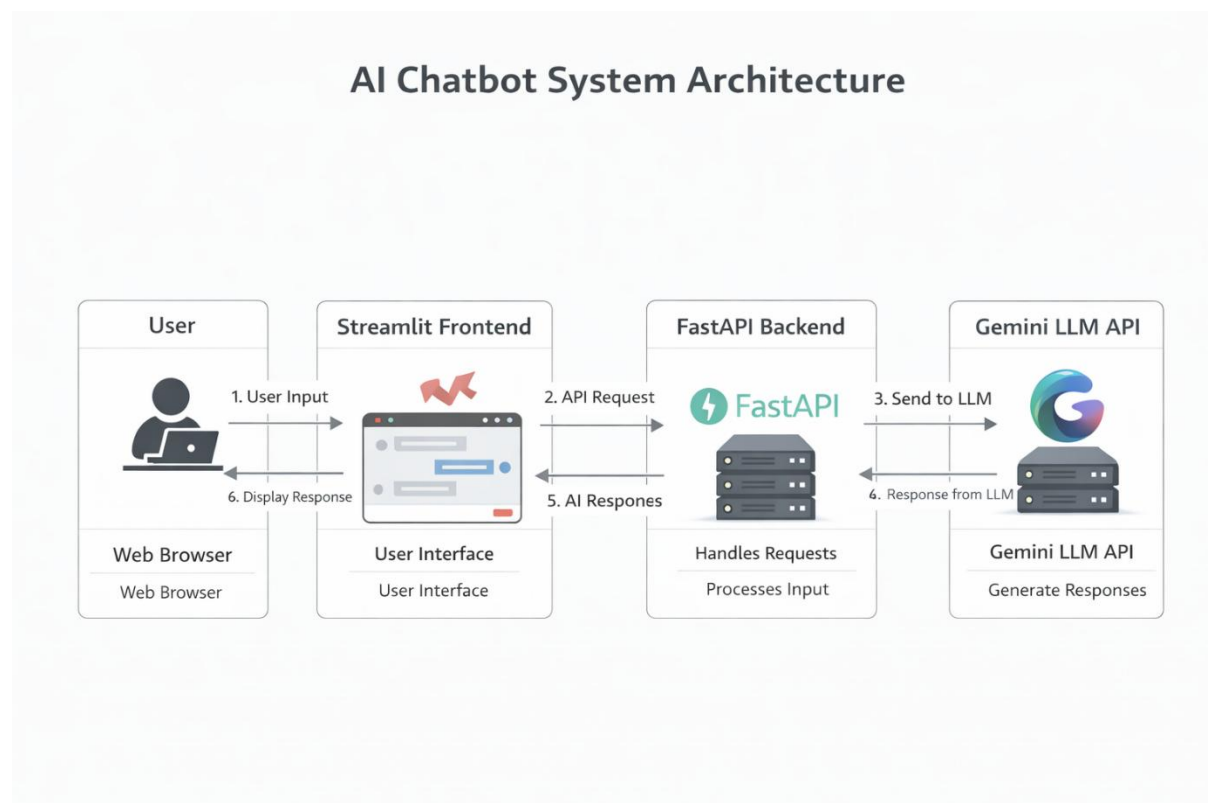 AI Chatbot System Architecture
User
Streamlit Frontend
FastAPI Backend
Gemini LLM API
1. User Input
2. API Request
FastAPI
3. Send to LLM
6. Display Response
5. AI Respones
4. Response from LLM
Web Browser
User Interface
Handles Requests
Gemini LLM API
Web Browser
User Interface
Processes Input
Generate Responses